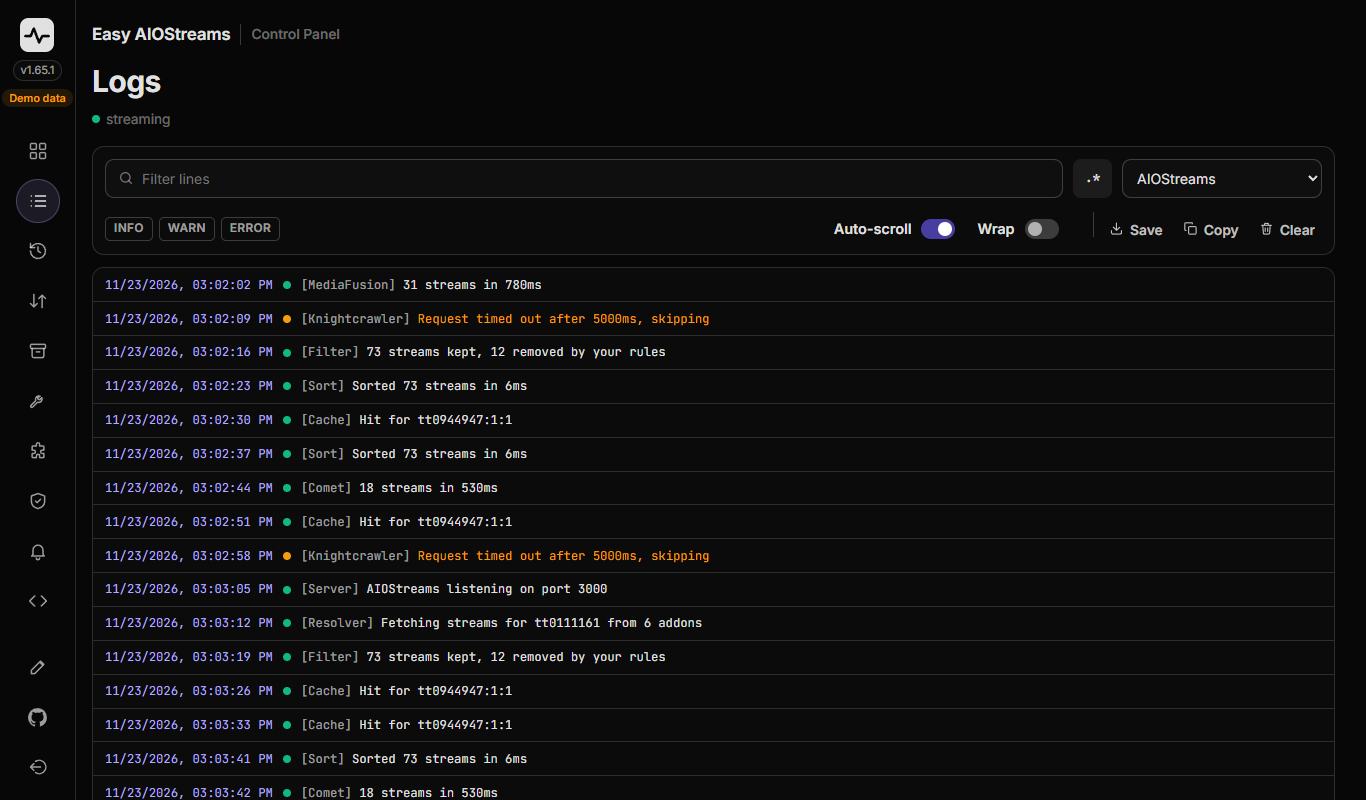 Easy AIOStreams Control Panel
v1.65.1
Demo data
Logs
streaming
Filter lines
.*
AIOStreams
INFO WARN ERROR
Auto-scroll Wrap Save Copy Clear
11/23/2026, 03:02:02 PM [MediaFusion] 31 streams in 780ms
11/23/2026, 03:02:09 PM [Knightcrawler] Request timed out after 5000ms, skipping
11/23/2026, 03:02:16 PM [Filter] 73 streams kept, 12 removed by your rules
11/23/2026, 03:02:23 PM [Sort] Sorted 73 streams in 6ms
11/23/2026, 03:02:30 PM [Cache] Hit for tt0944947:1:1
11/23/2026, 03:02:37 PM [Sort] Sorted 73 streams in 6ms
11/23/2026, 03:02:44 PM [Comet] 18 streams in 530ms
11/23/2026, 03:02:51 PM [Cache] Hit for tt0944947:1:1
11/23/2026, 03:02:58 PM [Knightcrawler] Request timed out after 5000ms, skipping
11/23/2026, 03:03:05 PM [Server] AIOStreams listening on port 3000
11/23/2026, 03:03:12 PM [Resolver] Fetching streams for tt0111161 from 6 addons
11/23/2026, 03:03:19 PM [Filter] 73 streams kept, 12 removed by your rules
11/23/2026, 03:03:26 PM [Cache] Hit for tt0944947:1:1
11/23/2026, 03:03:33 PM [Cache] Hit for tt0944947:1:1
11/23/2026, 03:03:41 PM [Sort] Sorted 73 streams in 6ms
11/23/2026, 03:03:42 PM [Comet] 18 streams in 530ms